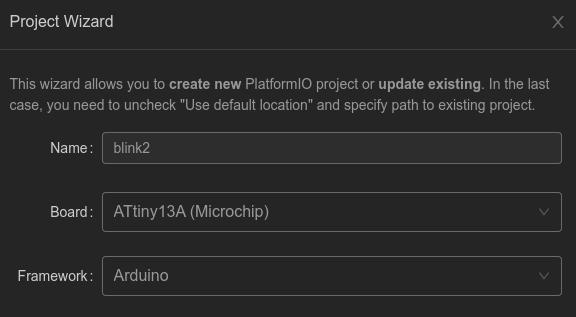 Project Wizard
This wizard allows you to create new PlatformIO project or update existing. In the last
case, you need to uncheck "Use default location" and specify path to existing project.
Name: blink2
Board: ATtiny13A (Microchip)
Framework: Arduino